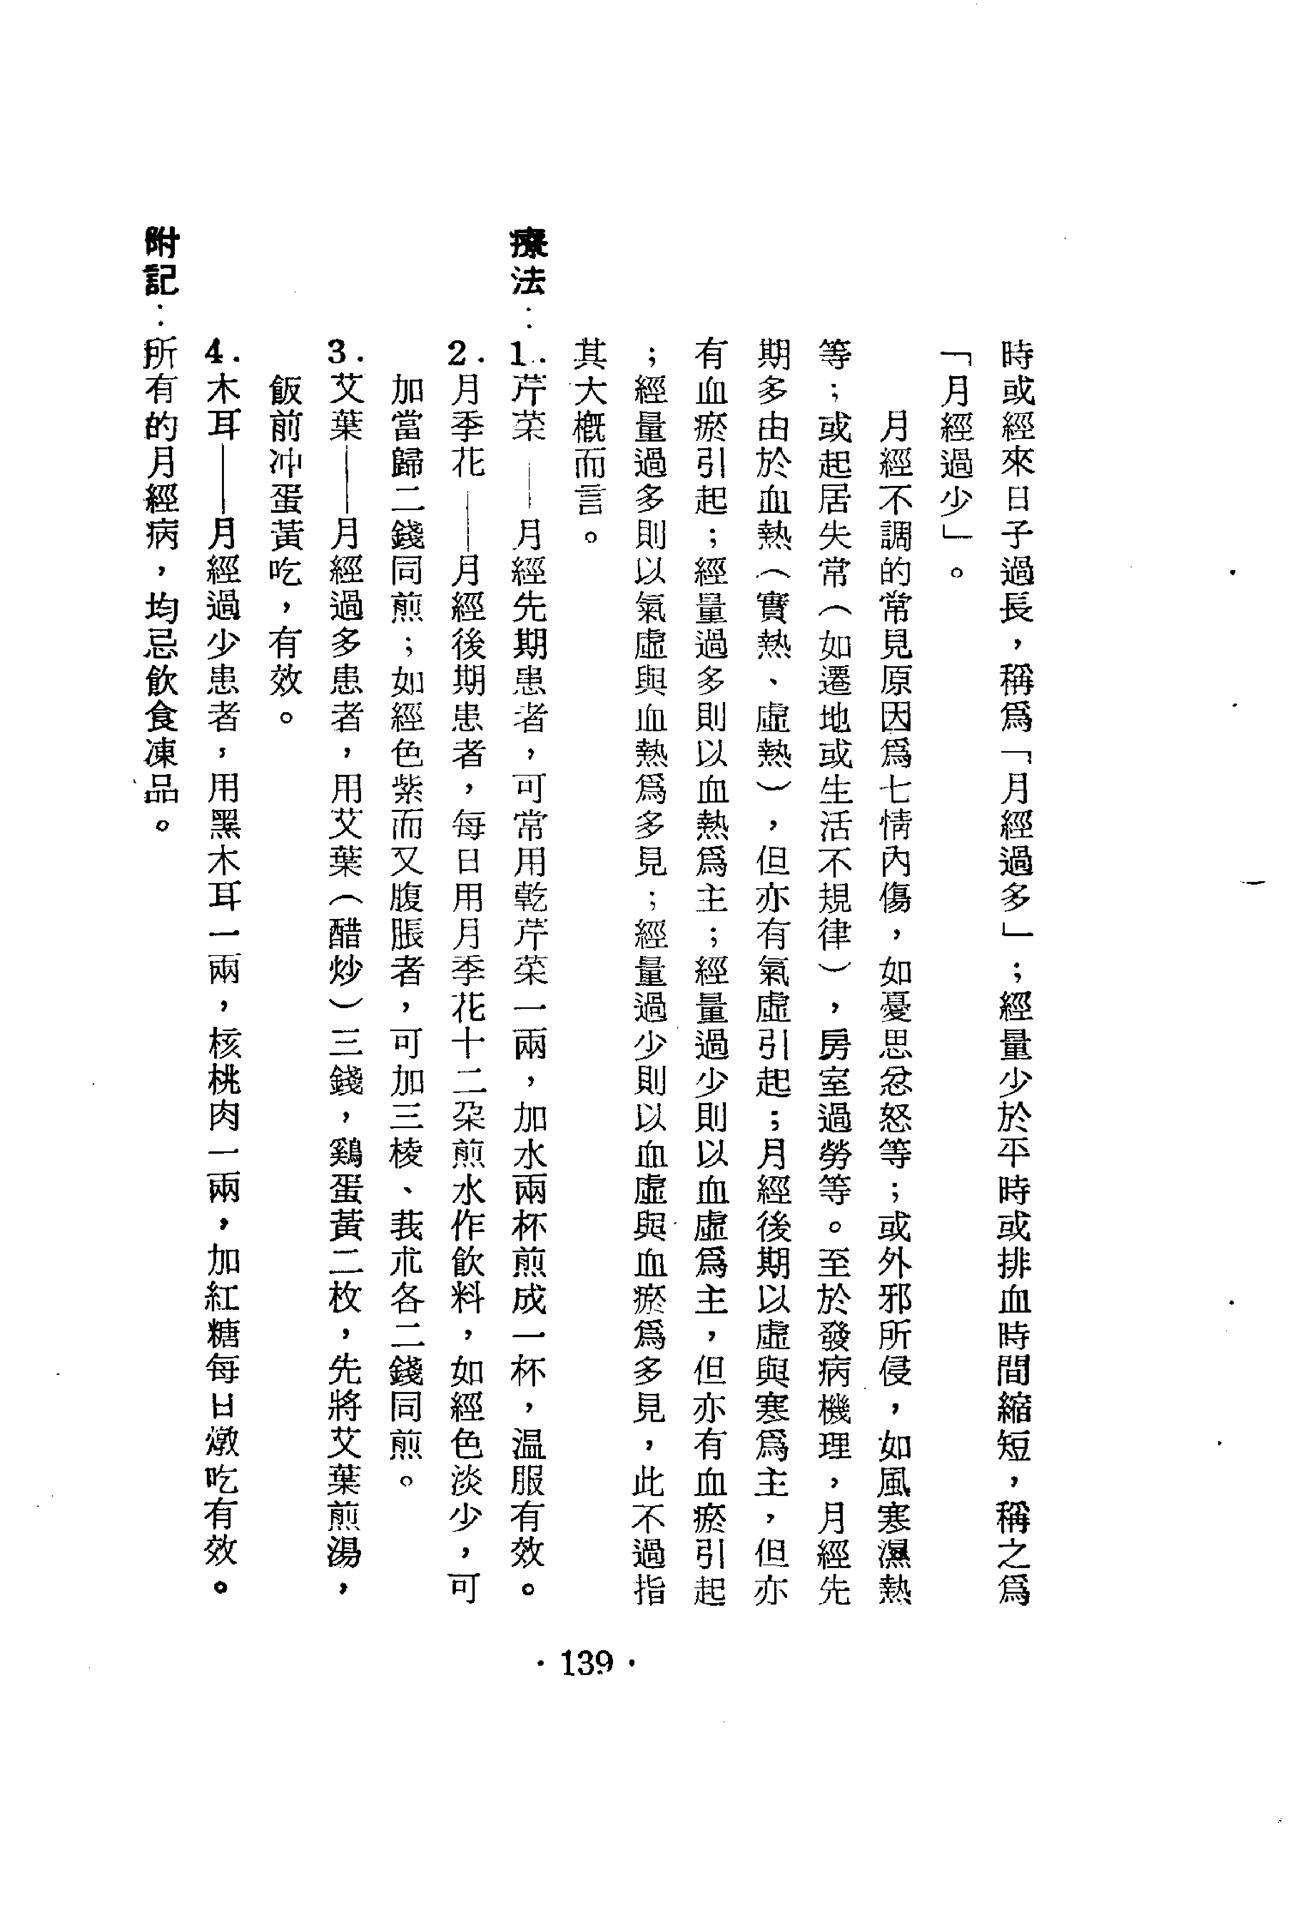 時或經來日子過長，稱爲「月經過多」；經量少於平時或排血時間縮短，稱之爲
「月經過少」。
月經不調的常見原因爲七情內傷，如憂思忿怒等；或外邪所侵，如風寒濕熱
等；或起居失常（如遷地或生活不規律），房室過勞等。至於發病機理，月經先
期多由於血熱（實熱、虛熱），但亦有氣虛引起；月經後期以虛與寒爲主，但亦
有血瘀引起；經量過多則以血熱爲主；經量過少則以血虛爲主，但亦有血瘀引起
；經量過多則以氣虛與血熱爲多見；經量過少則以血虛與血瘀爲多見，此不過指
其大概而言。
療法：1.芹菜——月經先期患者，可常用乾芹菜一兩，加水兩杯煎成一杯，溫服有效。
2.月季花——月經後期患者，每日用月季花十二朶煎水作飲料，如經色淡少，可
加當歸二錢同煎；如經色紫而又腹脹者，可加三棱、莪朮各二錢同煎。
3.艾葉——月經過多患者，用艾葉（醋炒）三錢，鷄蛋黃二枚，先將艾葉煎湯，
飯前冲蛋黃吃，有效。
4.木耳——月經過少患者，用黑木耳一兩，核桃肉一兩，加紅糖每日燉吃有效。
附記：所有的月經病，均忌飲食凍品。
·139·